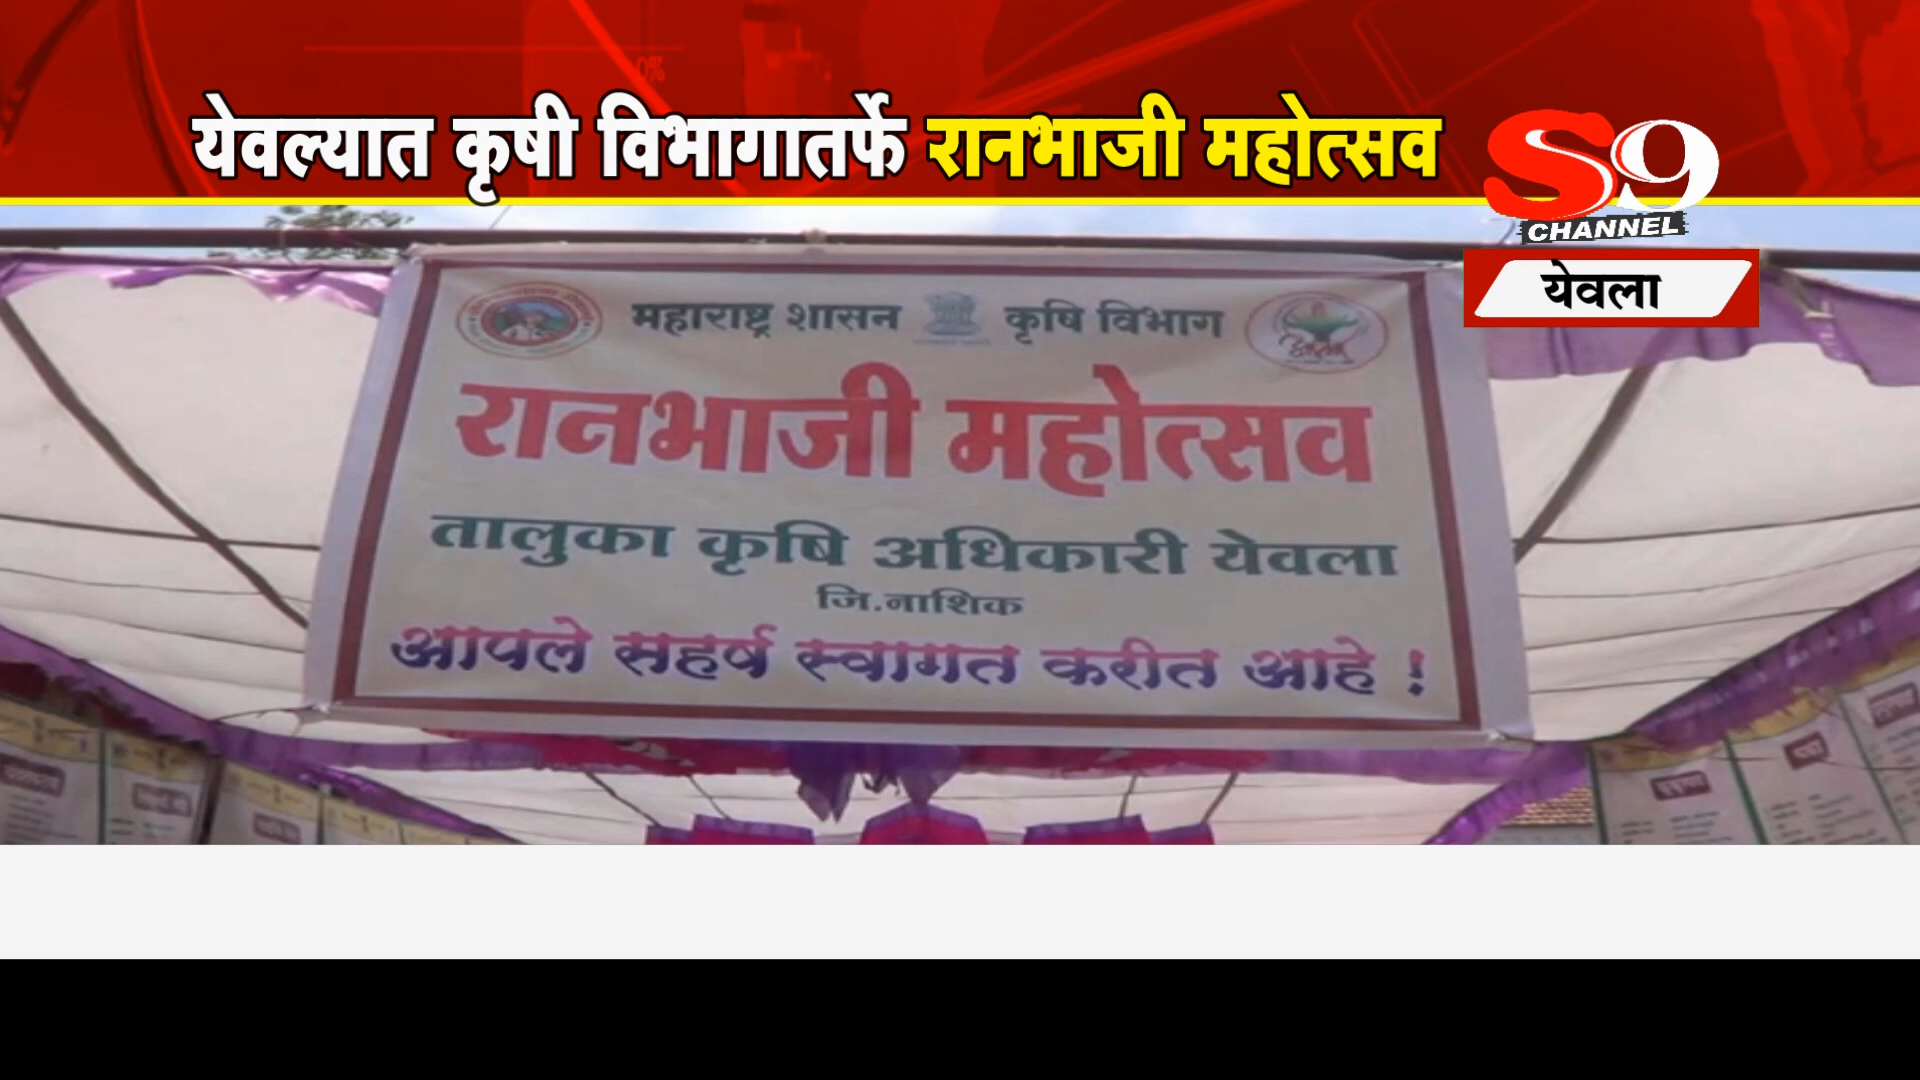 येवल्यात कृषी विभागातर्फे रानभाजी महोत्सव
S9
CHANNEL
येवला
महाराष्ट्र शासन कृषि विभाग
रानभाजी महोत्सव
तालुका कृषि अधिकारी येवला
जि.नाशिक
आपले सहर्ष स्वागत करीत आहे !